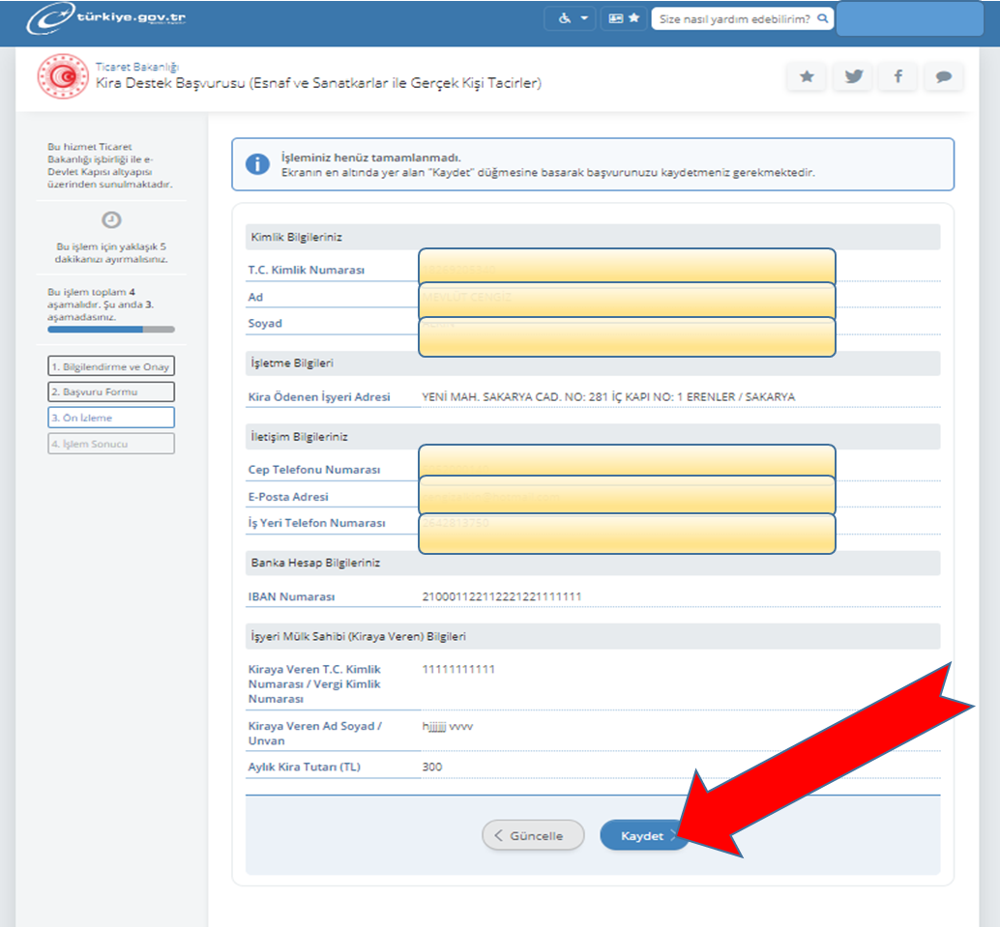 türkiye.gov.tr
Size nasıl yardım edebilirim?
Ticaret Bakanlığı
Kira Destek Başvurusu (Esnaf ve Sanatkarlar ile Gerçek Kişi Tacirler)
Bu hizmet Ticaret
Bakanlığı işbirliği ile e-
Devlet Kapısı altyapısı
üzerinden sunulmaktadır.
Bu işlem için yaklaşık 5
dakikanızı ayırmalısınız.
Bu işlem toplam 4
aşamalıdır. Şu anda 3.
aşamadasınız.
1. Bilgilendirme ve Onay
2. Başvuru Formu
3. Ön İzleme
4. İşlem Sonucu
İşleminiz henüz tamamlanmadı.
Ekranın en altında yer alan "Kaydet" düğmesine basarak başvurunuzu kaydetmeniz gerekmektedir.
Kimlik Bilgileriniz
T.C. Kimlik Numarası
Ad
Soyad
İşletme Bilgileri
Kira Ödenen İşyeri Adresi YENİ MAH. SAKARYA CAD. NO: 281 İÇ KAPI NO: 1 ERENLER / SAKARYA
İletişim Bilgileriniz
Cep Telefonu Numarası
E-Posta Adresi
İş Yeri Telefon Numarası
Banka Hesap Bilgileriniz
IBAN Numarası 210001122112221221111111
İşyeri Mülk Sahibi (Kiraya Veren) Bilgileri
Kiraya Veren T.C. Kimlik 11111111111
Numarası / Vergi Kimlik
Numarası
Kiraya Veren Ad Soyad / hjjjjjj vvvv
Unvan
Aylık Kira Tutarı (TL) 300
Güncelle
Kaydet